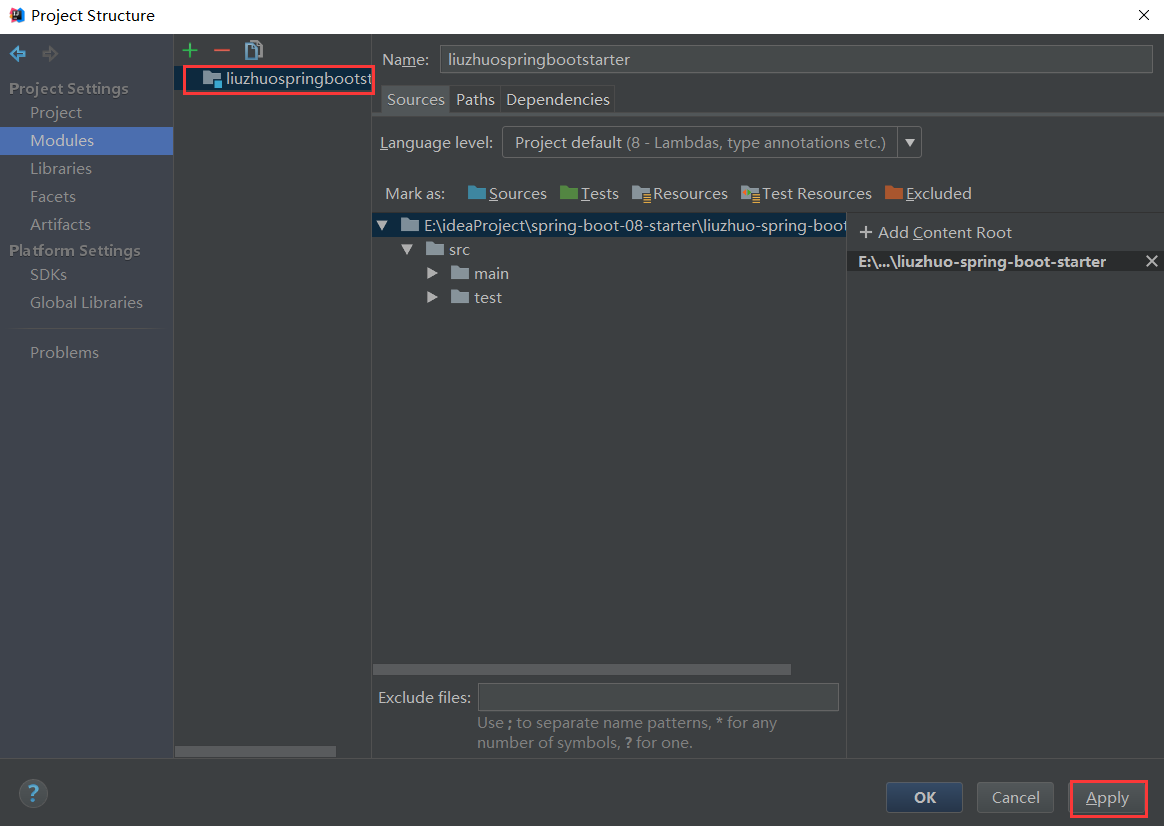 Project Structure
Project Settings
Project
Modules
Libraries
Facets
Artifacts
Platform Settings
SDKs
Global Libraries
Problems
liuzhuospringbootst
Name: liuzhuospringbootstarter
Sources Paths Dependencies
Language level: Project default (8 - Lambdas, type annotations etc.)
Mark as: Sources Tests Resources Test Resources Excluded
E:\ideaProject\spring-boot-08-starter\liuzhuo-spring-boot
src
main
test
+ Add Content Root
E:\...\liuzhuo-spring-boot-starter
Exclude files:
Use ; to separate name patterns, * for any
number of symbols, ? for one.
?
OK Cancel Apply